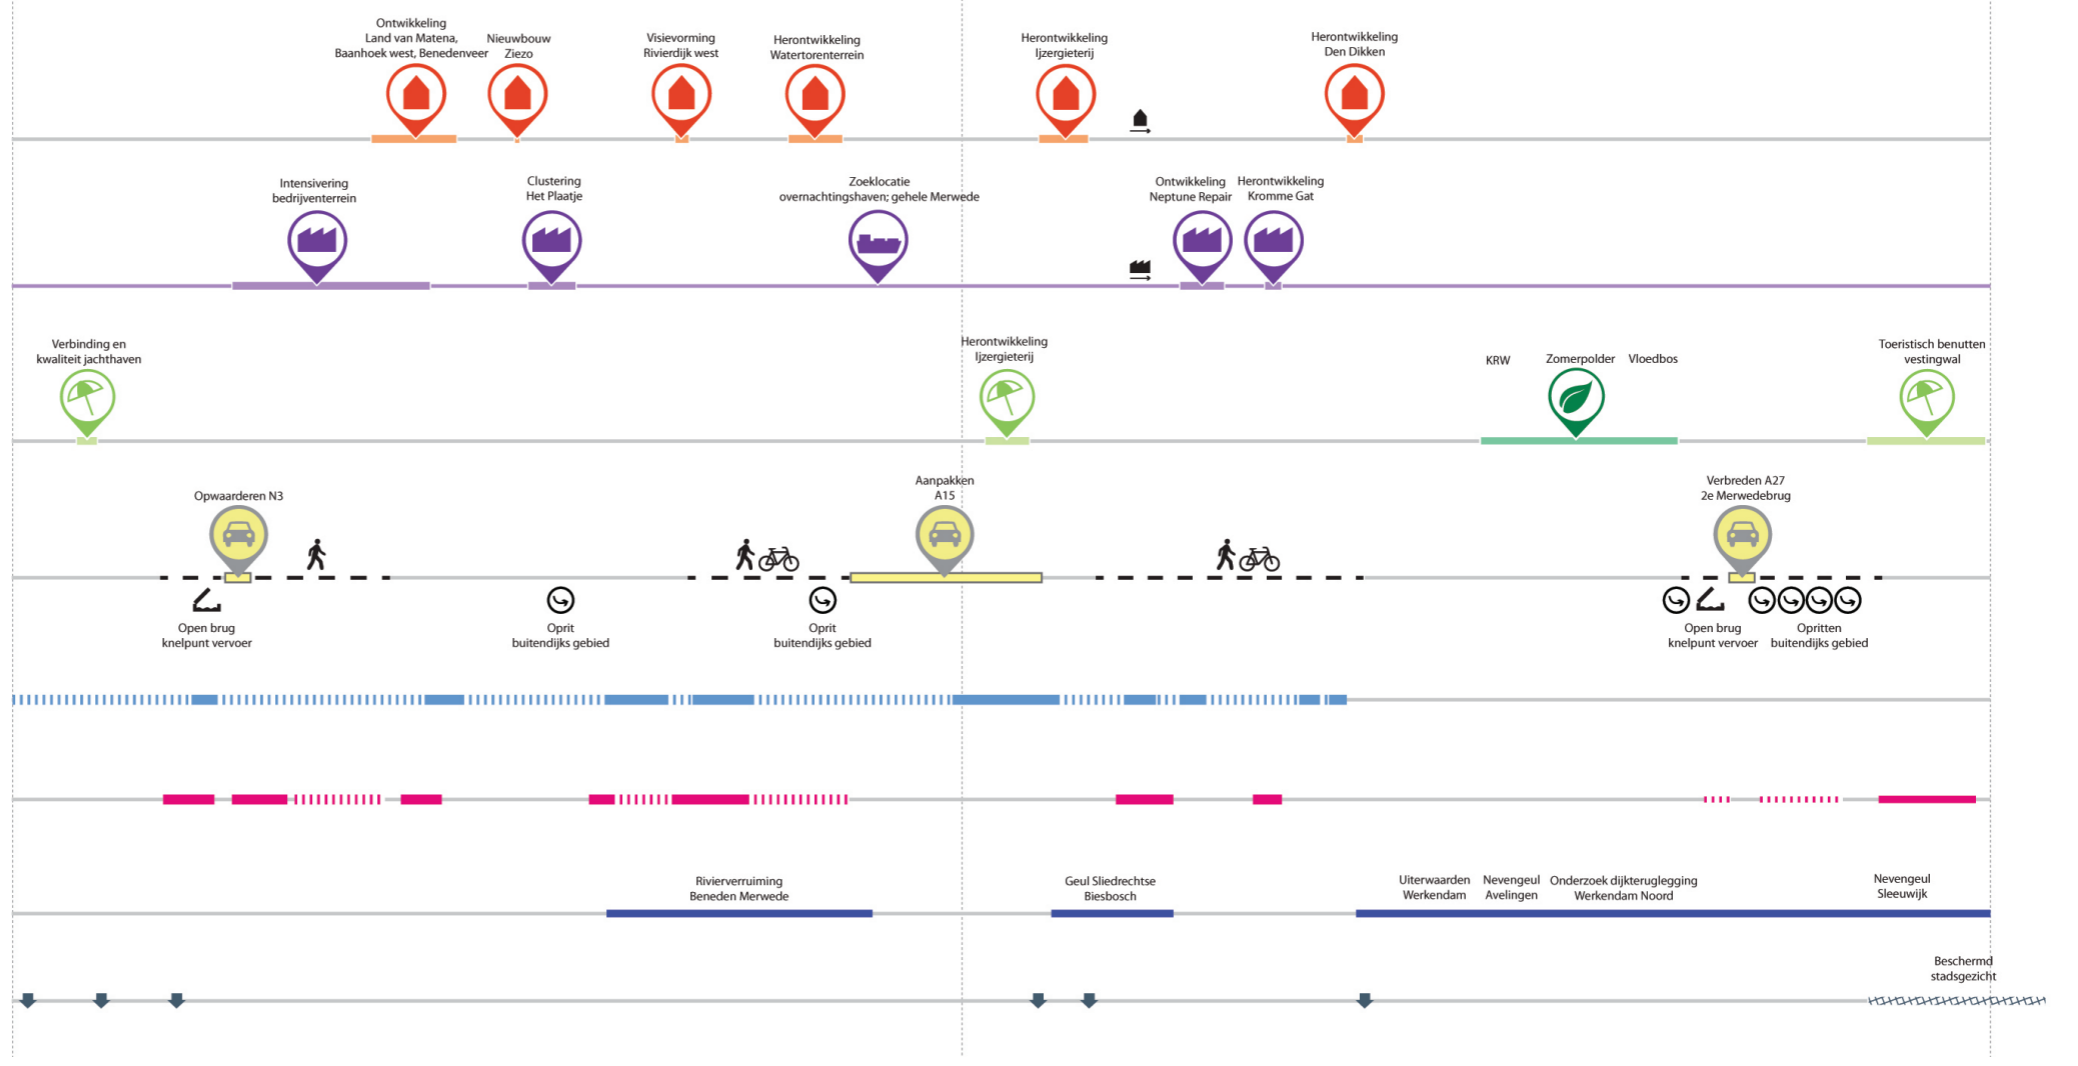 Ontwikkeling
Land van Matena,
Baanhoek west, Benedenveer
Nieuwbouw
Ziezo
Visievorming
Rivierdijk west
Herontwikkeling
Watertorenterrein
Herontwikkeling
Ijzergieterij
Herontwikkeling
Den Dikken
Intensivering
bedrijventerrein
Clustering
Het Plaatje
Zoeklocatie
overnachtingshaven; gehele Merwede
Ontwikkeling
Neptune Repair
Herontwikkeling
Kromme Gat
Verbinding en
kwaliteit jachthaven
Herontwikkeling
Ijzergieterij
KRW
Zomerpolder
Vloedbos
Toeristisch benutten
vestingwal
Opwaarderen N3
Aanpakken
A15
Verbreden A27
2e Merwedebrug
Open brug
knelpunt vervoer
Oprit
buitendijks gebied
Oprit
buitendijks gebied
Open brug
knelpunt vervoer
Opritten
buitendijks gebied
Rivierverruiming
Beneden Merwede
Geul Sliedrechtse
Biesbosch
Uiterwaarden
Werkendam
Nevengeul
Avelingen
Onderzoek dijkteruglegging
Werkendam Noord
Nevengeul
Sleeuwijk
Beschermd
stadsgezicht